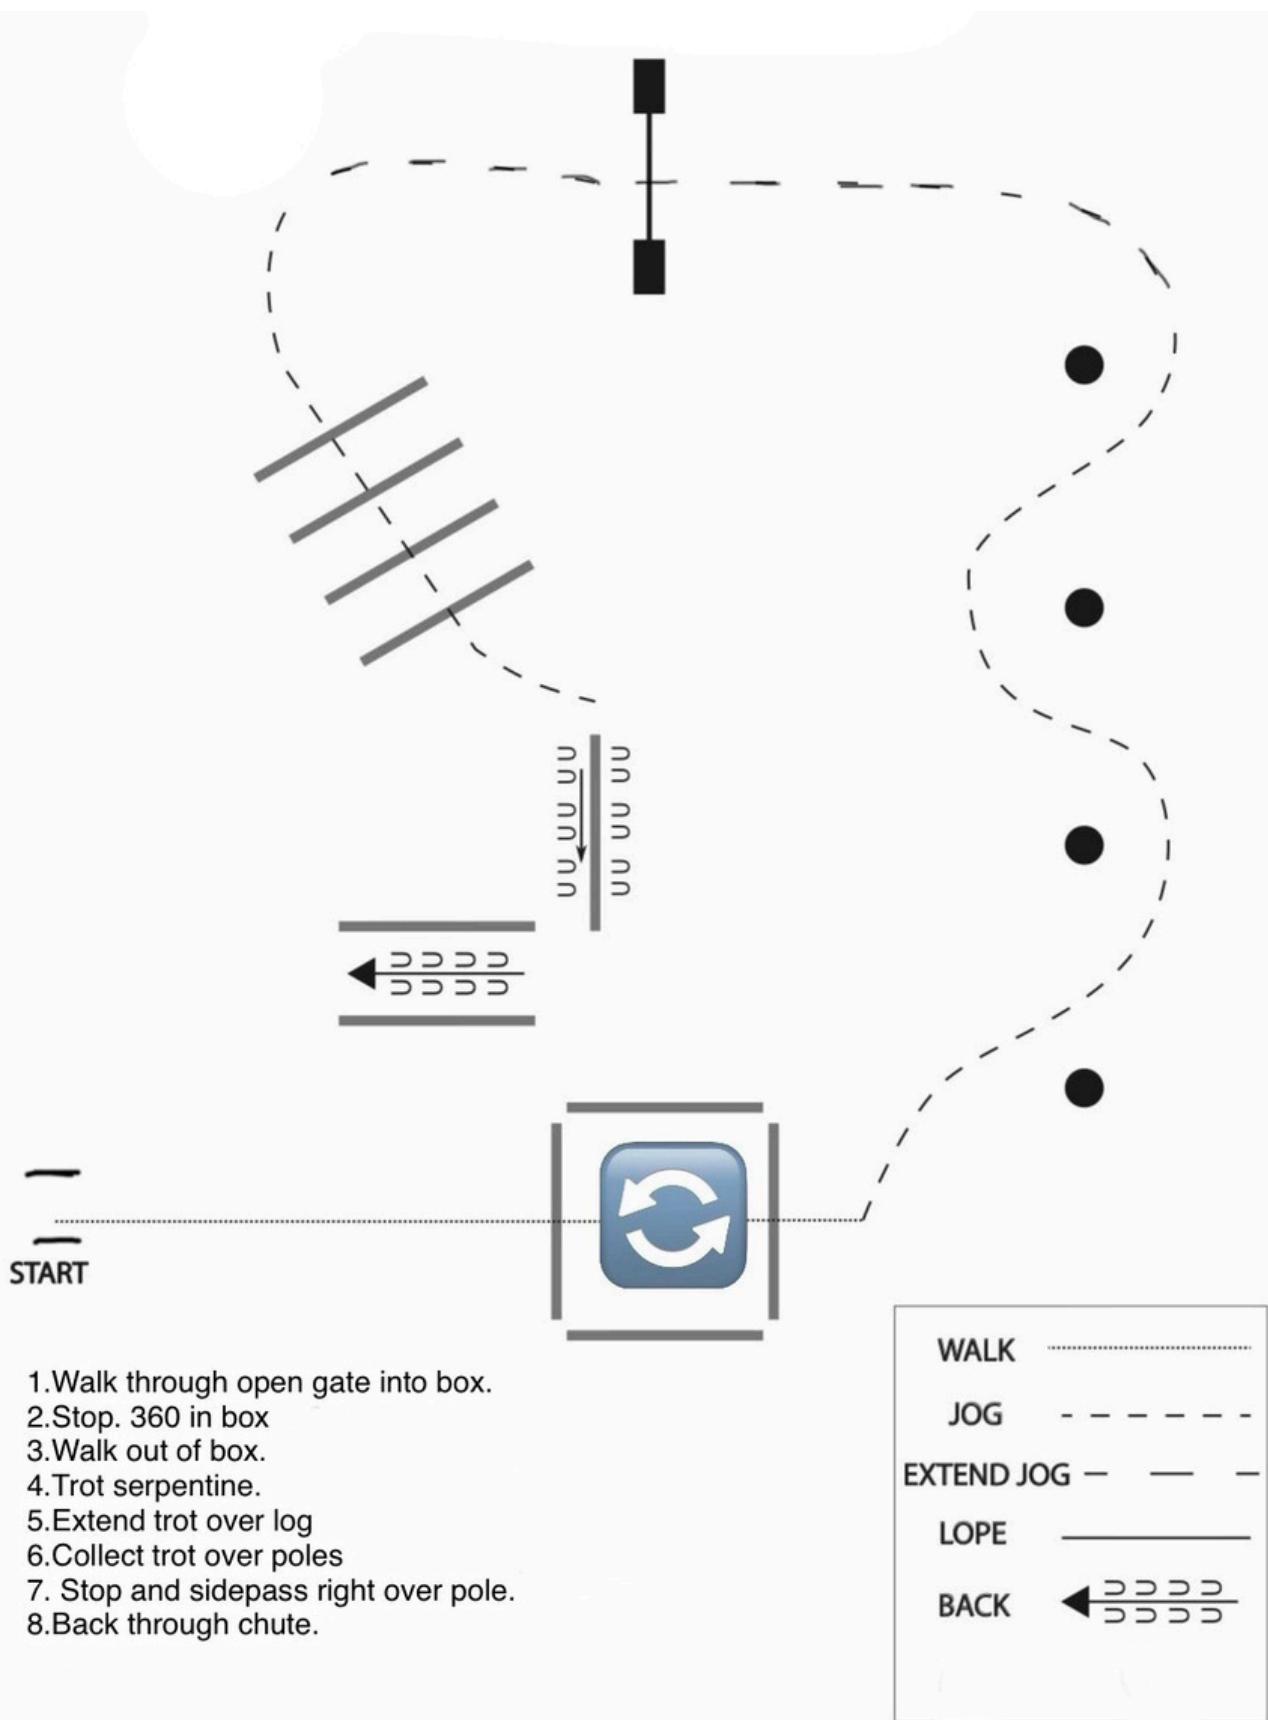 START
1.Walk through open gate into box.
2.Stop. 360 in box
3.Walk out of box.
4.Trot serpentine.
5.Extend trot over log
6.Collect trot over poles
7. Stop and sidepass right over pole.
8.Back through chute.
WALK
JOG
EXTEND JOG
LOPE
BACK